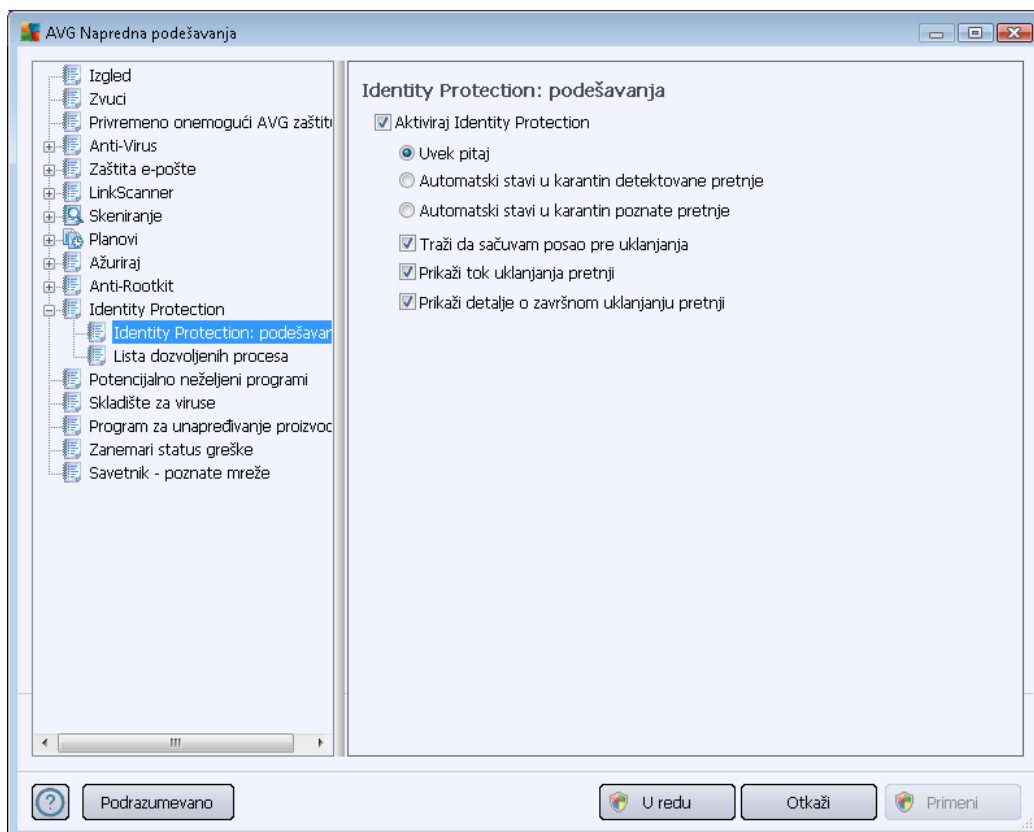 AVG Napredna podešavanja
Izgled
Zvuci
Privremeno onemogući AVG zaštitu
Anti-Virus
Zaštita e-pošte
LinkScanner
Skeniranje
Planovi
Ažuriraj
Anti-Rootkit
Identity Protection
Identity Protection: podešavan
Lista dozvoljenih procesa
Potencijalno neželjeni programi
Skladište za viruse
Program za unapređivanje proizvod
Zanemari status greške
Savetnik - poznate mreže
Identity Protection: podešavanja
Aktiviraj Identity Protection
Uvek pitaj
Automatski stavi u karantin detektovane pretnje
Automatski stavi u karantin poznate pretnje
Traži da sačuvam posao pre uklanjanja
Prikaži tok uklanjanja pretnji
Prikaži detalje o završnom uklanjanju pretnji
Podrazumevano
U redu
Otkaži
Primeni